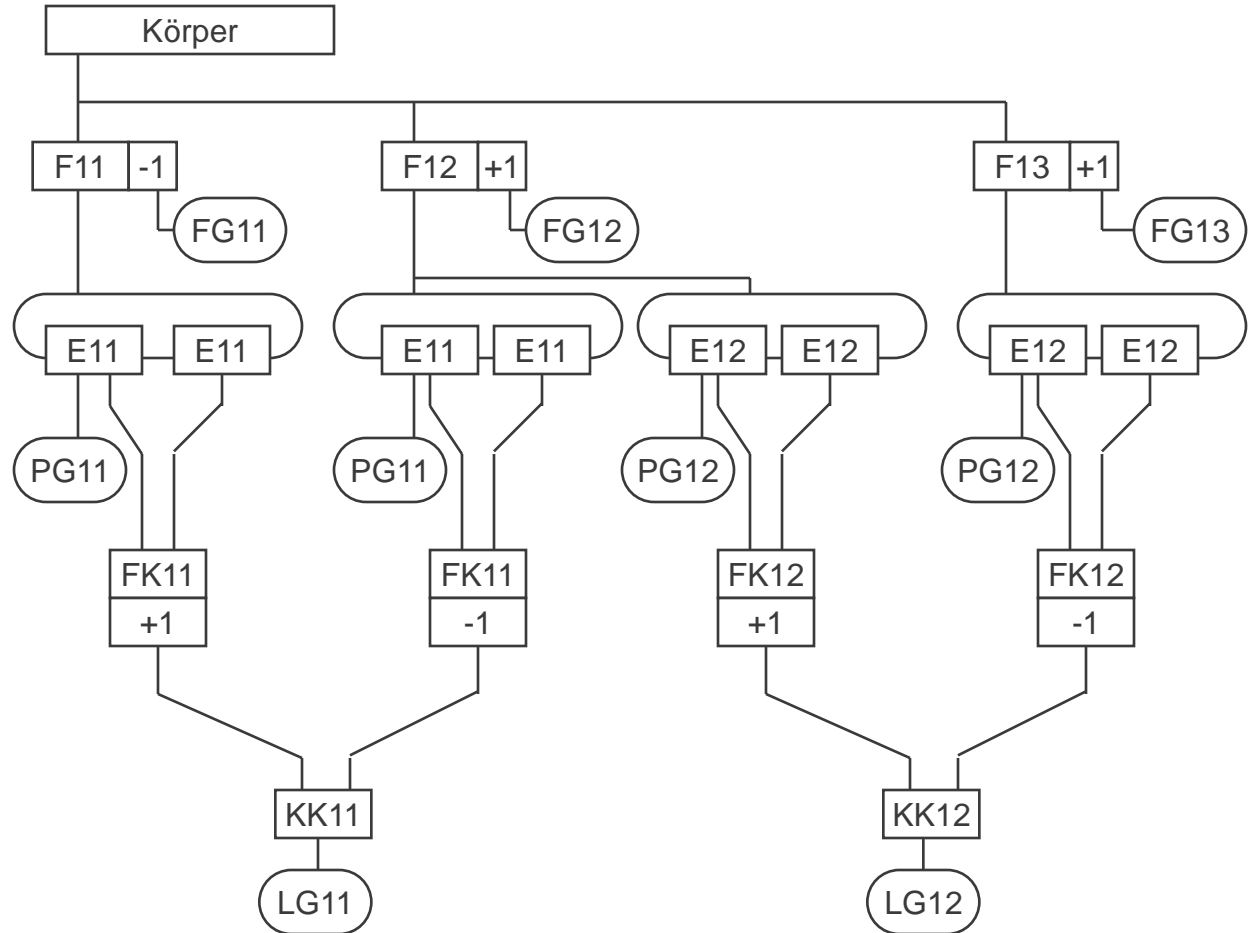 Körper
F11 -1 F12 +1 F13 +1
FG11 FG12 FG13
E11 E11 E11 E11 E12 E12 E12 E12
PG11 PG11 PG12 PG12
FK11 FK11 FK12 FK12
+1 -1 +1 -1
KK11 KK12
LG11 LG12